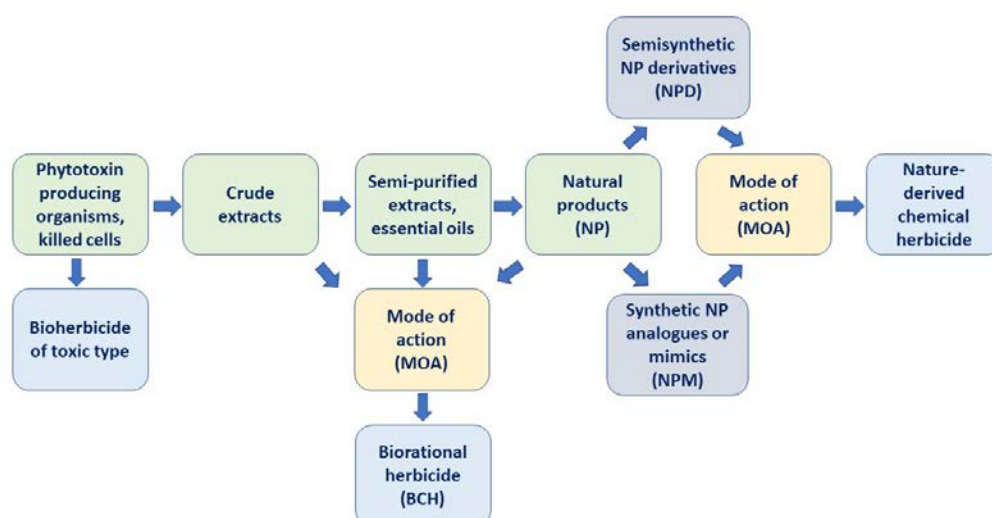 Semisynthetic
NP derivatives
(NPD)
Phytotoxin
producing
organisms,
killed cells
Crude
extracts
Semi-purified
extracts,
essential oils
Natural
products
(NP)
Mode of
action
(MOA)
Nature-
derived
chemical
herbicide
Bioherbicide
of toxic type
Mode of
action
(MOA)
Synthetic NP
analogues or
mimics
(NPM)
Biorational
herbicide
(BCH)